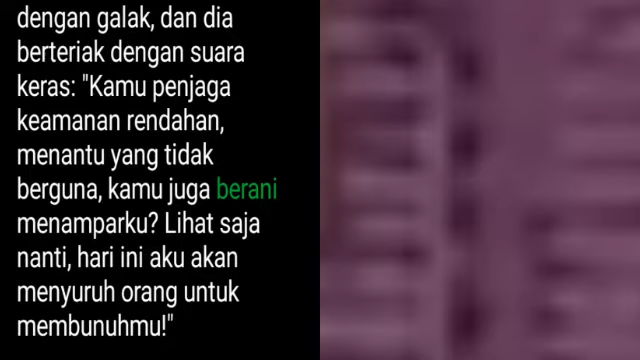 dengan galak, dan dia
berteriak dengan suara
keras: "Kamu penjaga
keamanan rendahan,
menantu yang tidak
berguna, kamu juga berani
menamparku? Lihat saja
nanti, hari ini aku akan
menyuruh orang untuk
membunuhmu!"